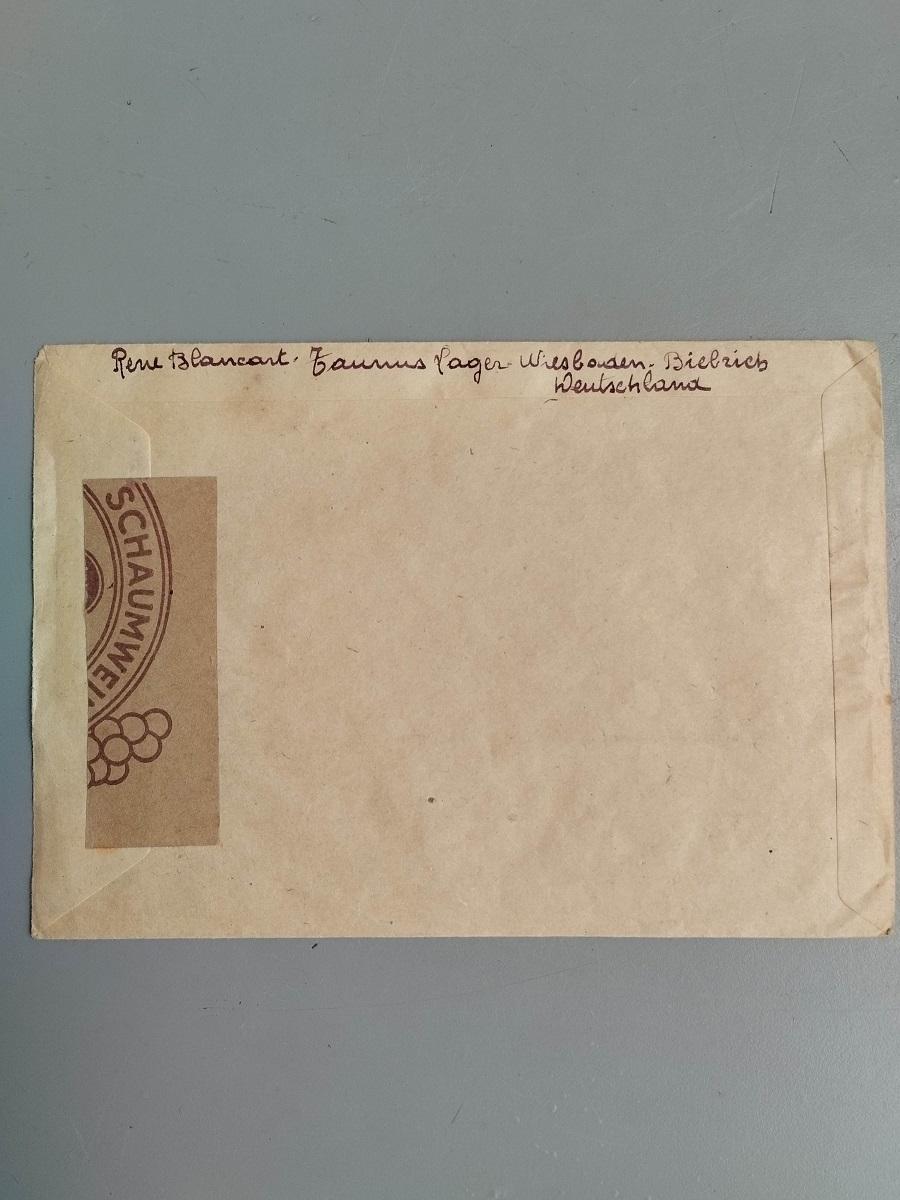 Rene Blancart. Taunus Lager. Wiesbaden. Biebrich
Deutschland
SCHAUMWEI